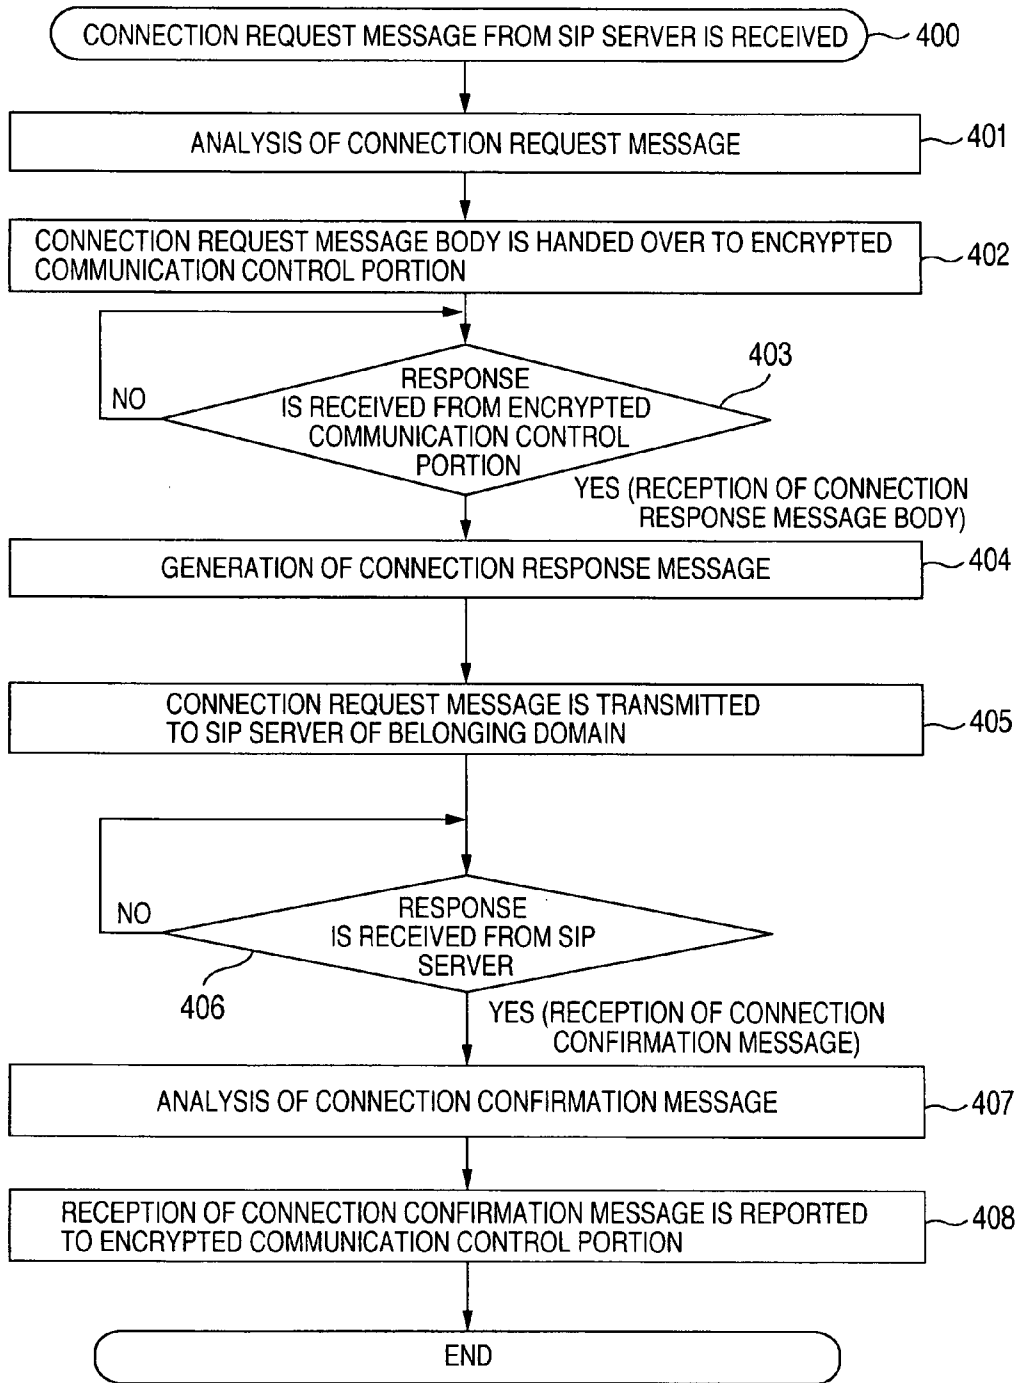 CONNECTION REQUEST MESSAGE FROM SIP SERVER IS RECEIVED
400
ANALYSIS OF CONNECTION REQUEST MESSAGE
401
CONNECTION REQUEST MESSAGE BODY IS HANDED OVER TO ENCRYPTED
COMMUNICATION CONTROL PORTION
402
403
RESPONSE
IS RECEIVED FROM ENCRYPTED
COMMUNICATION CONTROL
PORTION
NO
YES (RECEPTION OF CONNECTION
RESPONSE MESSAGE BODY)
GENERATION OF CONNECTION RESPONSE MESSAGE
404
CONNECTION REQUEST MESSAGE IS TRANSMITTED
TO SIP SERVER OF BELONGING DOMAIN
405
RESPONSE
IS RECEIVED FROM SIP
SERVER
NO
406
YES (RECEPTION OF CONNECTION
CONFIRMATION MESSAGE)
ANALYSIS OF CONNECTION CONFIRMATION MESSAGE
407
RECEPTION OF CONNECTION CONFIRMATION MESSAGE IS REPORTED
TO ENCRYPTED COMMUNICATION CONTROL PORTION
408
END